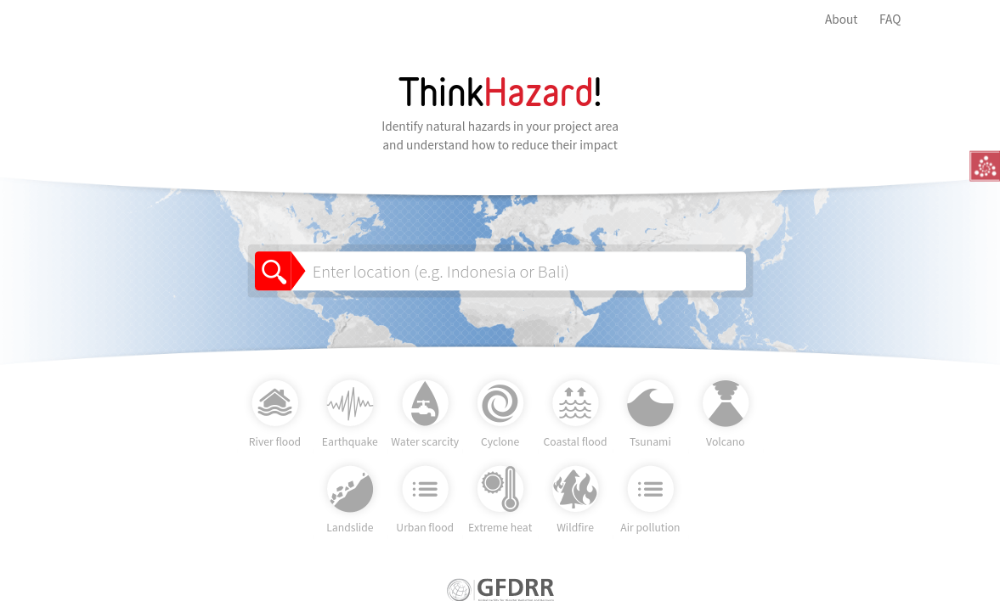 About FAQ
ThinkHazard!
Identify natural hazards in your project area
and understand how to reduce their impact
Enter location (e.g. Indonesia or Bali)
River flood Earthquake Water scarcity Cyclone Coastal flood Tsunami Volcano
Landslide Urban flood Extreme heat Wildfire Air pollution
GFDRR